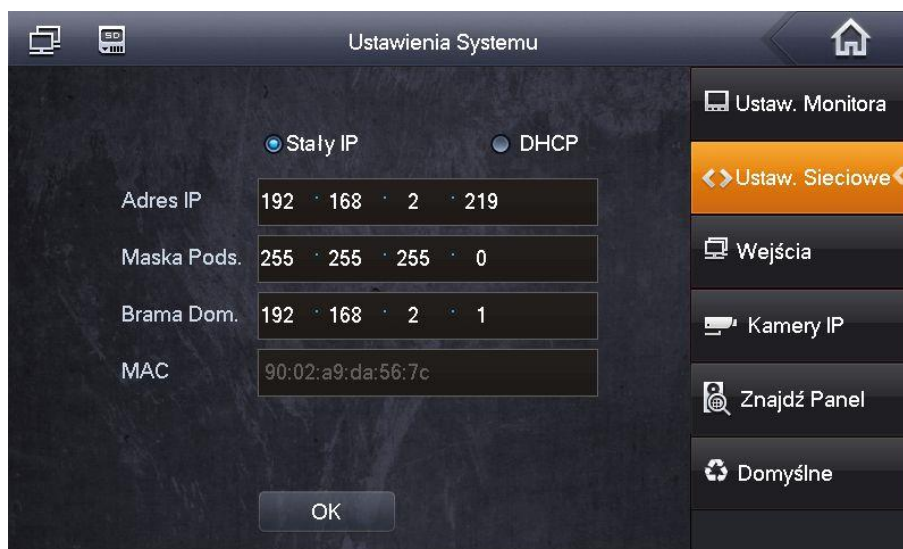 SD
Ustawienia Systemu
Stały IP
DHCP
Adres IP
192 · 168 · 2 · 219
Maska Pods.
255 · 255 · 255 · 0
Brama Dom.
192 · 168 · 2 · 1
MAC
90:02:a9:da:56:7c
OK
Ustaw. Monitora
Ustaw. Sieciowe
Wejścia
Kamery IP
Znajdź Panel
Domyślne